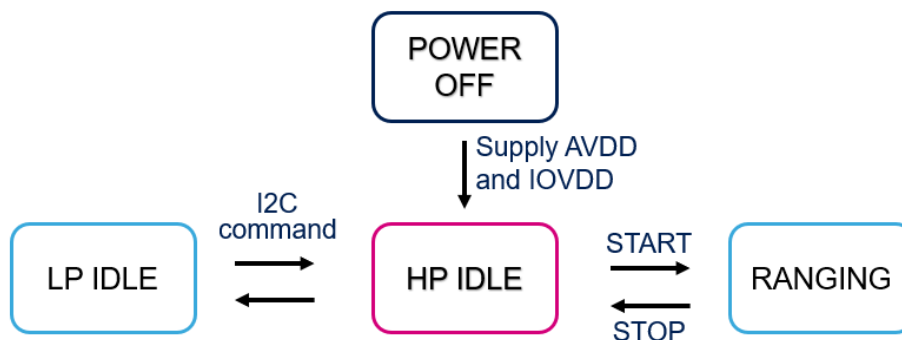 POWER
OFF
Supply AVDD
and IOVDD
I2C
command
LP IDLE
HP IDLE
START
STOP
RANGING